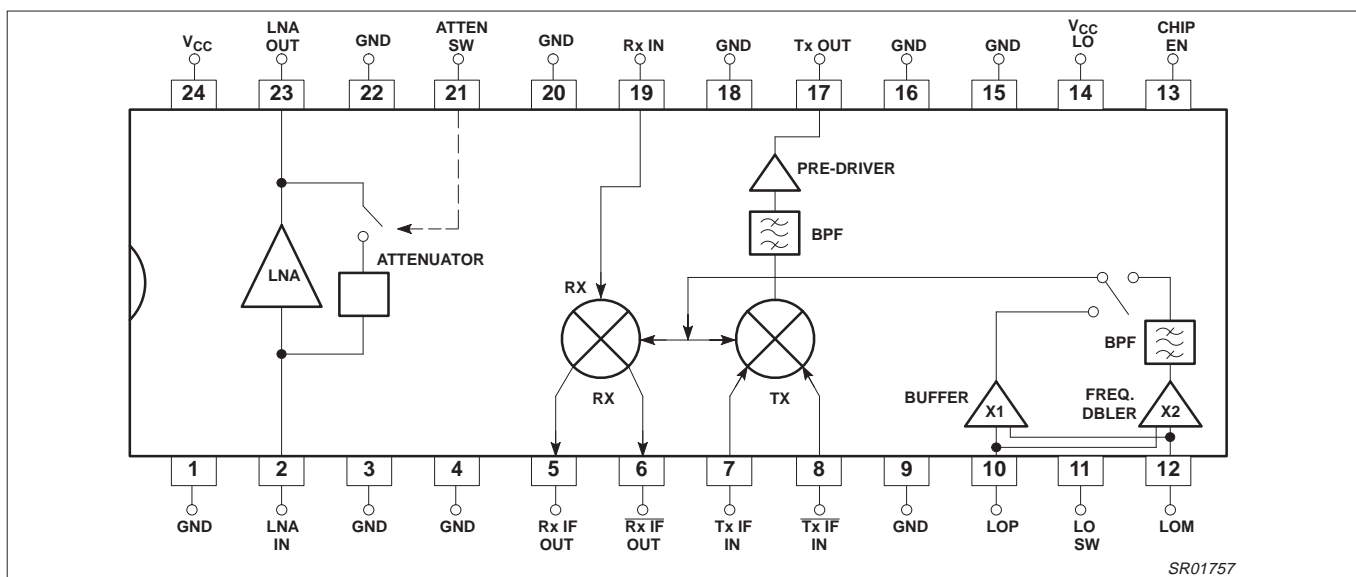 V_CC
LNA
OUT
GND
ATTEN
SW
GND
Rx IN
GND
Tx OUT
GND
GND
V_CC
LO
CHIP
EN
24
23
22
21
20
19
18
17
16
15
14
13
PRE-DRIVER
BPF
LNA
ATTENUATOR
RX
BPF
RX
TX
BUFFER
X1
FREQ.
DBLER
X2
1
2
3
4
5
6
7
8
9
10
11
12
GND
LNA
IN
GND
GND
Rx IF
OUT
Rx IF
OUT
Tx IF
IN
Tx IF
IN
GND
LOP
LO
SW
LOM
SR01757